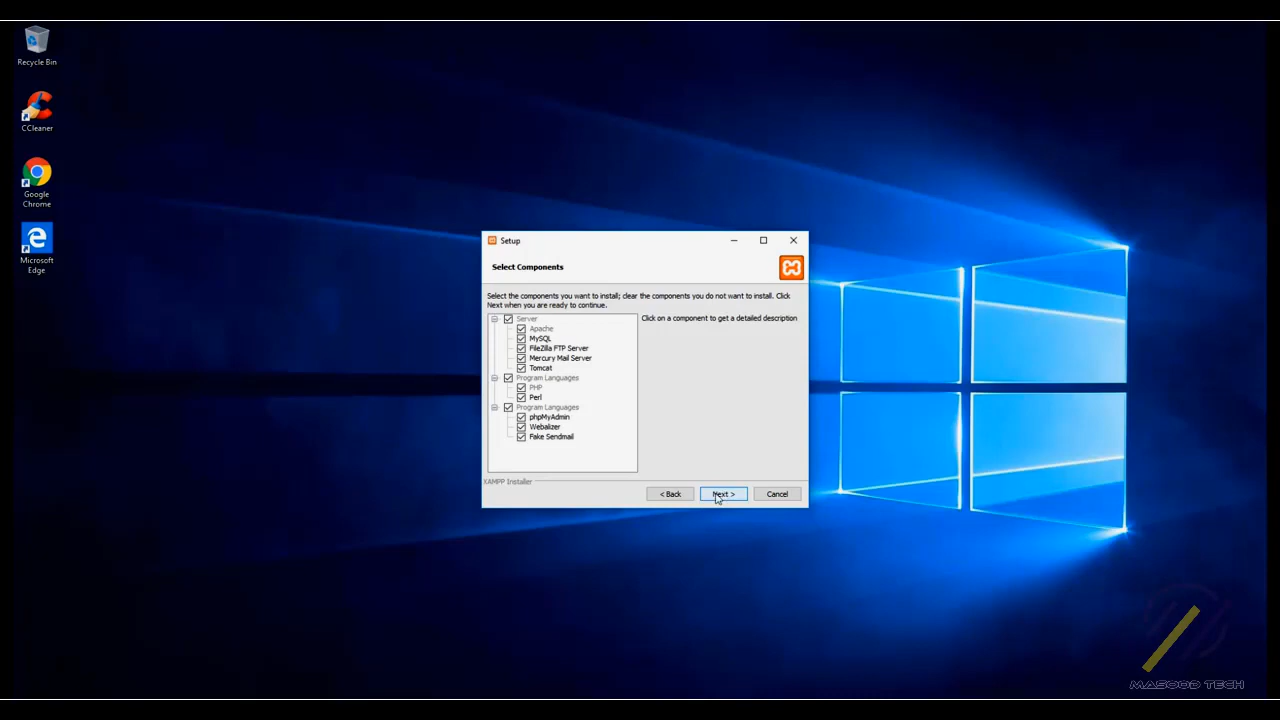 Recycle Bin
CCleaner
Google
Chrome
Microsoft
Edge
Setup
Select Components
Select the components you want to install; clear the components you do not want to install. Click
Next when you are ready to continue.
Server
Apache
MySQL
FileZilla FTP Server
Mercury Mail Server
Tomcat
Program Languages
PHP
Perl
Program Languages
phpMyAdmin
Webalizer
Fake Sendmail
Click on a component to get a detailed description
XAMPP Installer
< Back
Next >
Cancel
MASOOD TECH